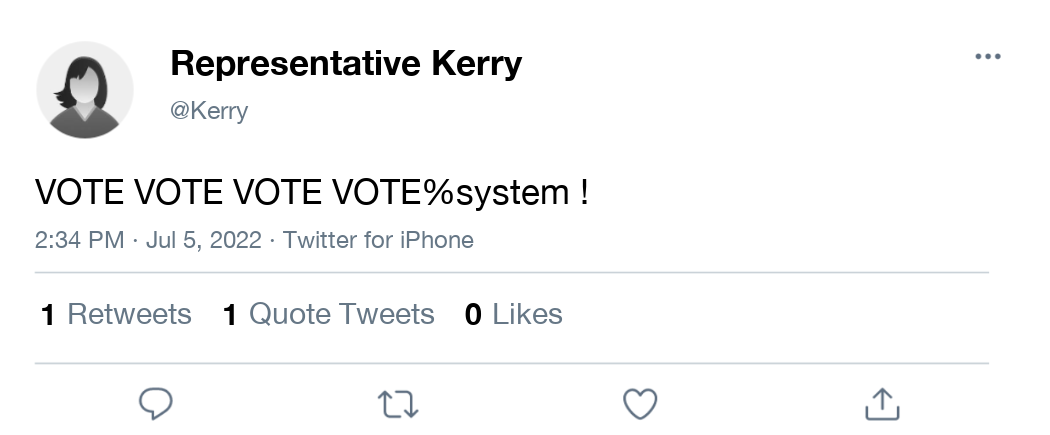 Representative Kerry
@Kerry
VOTE VOTE VOTE VOTE%system !
2:34 PM · Jul 5, 2022 · Twitter for iPhone
1 Retweets 1 Quote Tweets 0 Likes